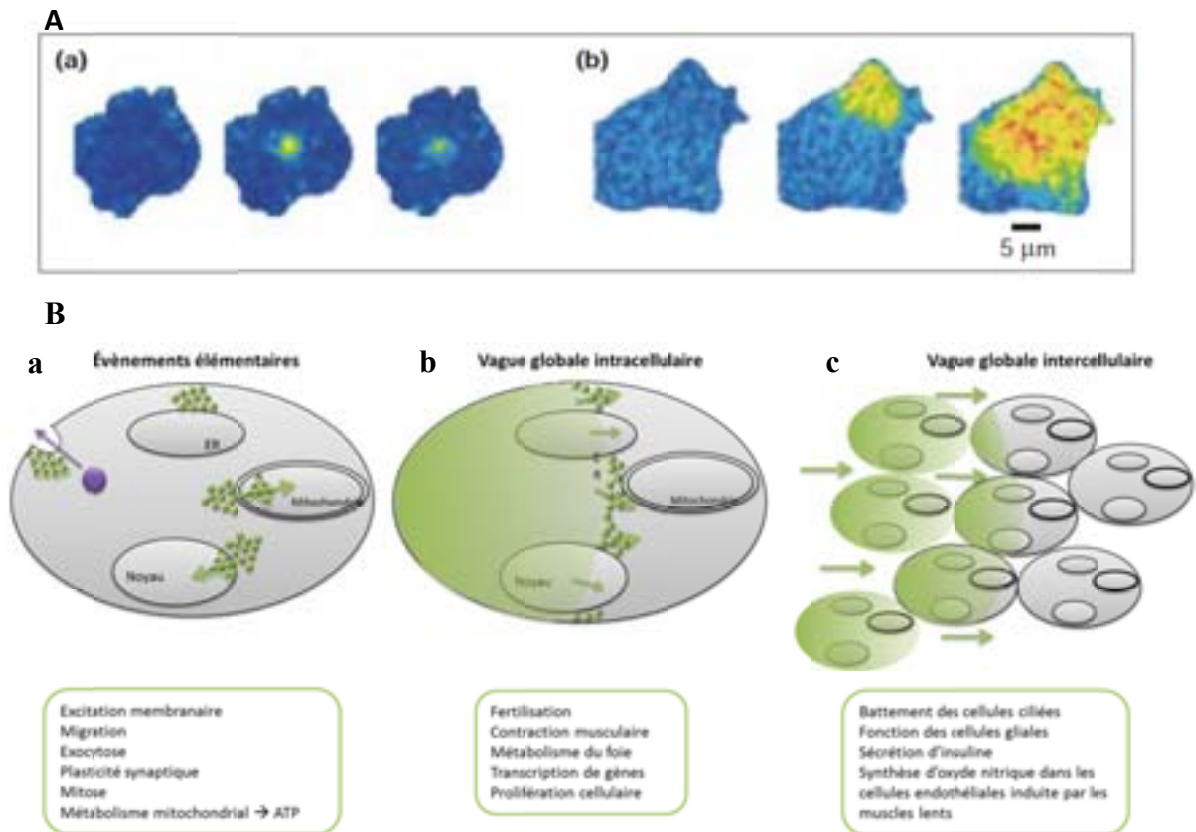 A
(a)
(b)
5 µm
B
a
Évènements élémentaires
b
Vague globale intracellulaire
c
Vague globale intercellulaire
ER
Mitochondrie
Noyau
Mitochondrie
Noyau
Excitation membranaire
Migration
Exocytose
Plasticité synaptique
Mitose
Métabolisme mitochondrial → ATP
Fertilisation
Contraction musculaire
Métabolisme du foie
Transcription de gènes
Prolifération cellulaire
Battement des cellules ciliées
Fonction des cellules gliales
Sécrétion d'insuline
Synthèse d'oxyde nitrique dans les
cellules endothéliales induite par les
muscles lents